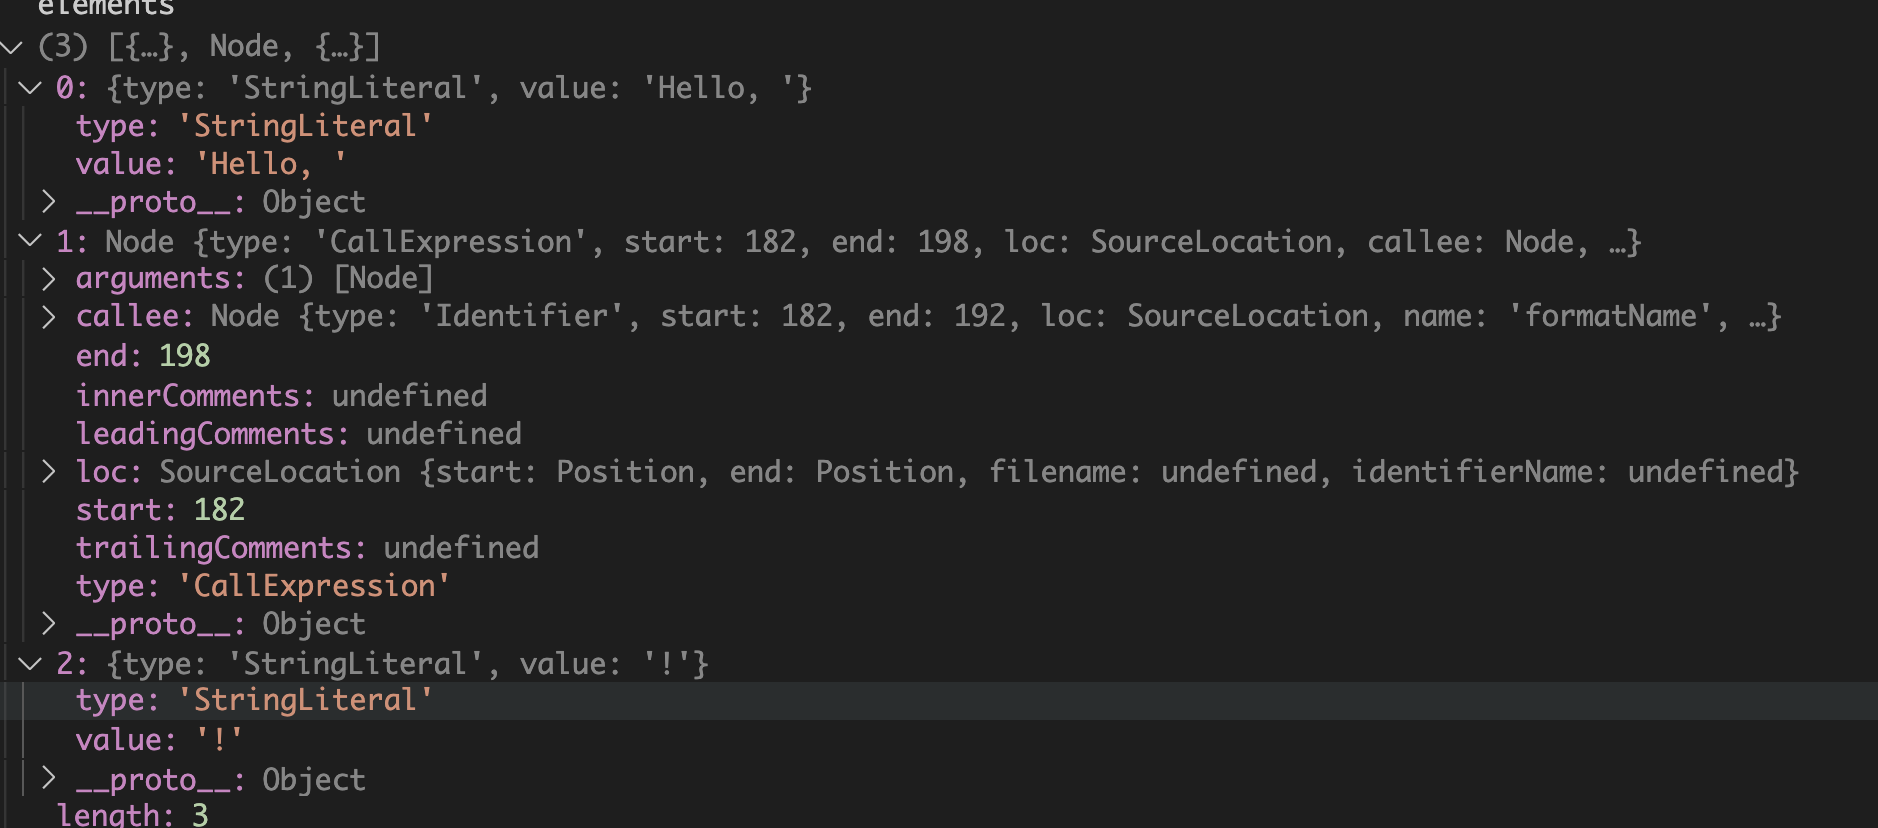 elements
(3) [{…}, Node, {…}]
0: {type: 'StringLiteral', value: 'Hello, '}
type: 'StringLiteral'
value: 'Hello, '
__proto__: Object
1: Node {type: 'CallExpression', start: 182, end: 198, loc: SourceLocation, callee: Node, …}
arguments: (1) [Node]
callee: Node {type: 'Identifier', start: 182, end: 192, loc: SourceLocation, name: 'formatName', …}
end: 198
innerComments: undefined
leadingComments: undefined
loc: SourceLocation {start: Position, end: Position, filename: undefined, identifierName: undefined}
start: 182
trailingComments: undefined
type: 'CallExpression'
__proto__: Object
2: {type: 'StringLiteral', value: '!'}
type: 'StringLiteral'
value: '!'
__proto__: Object
length: 3